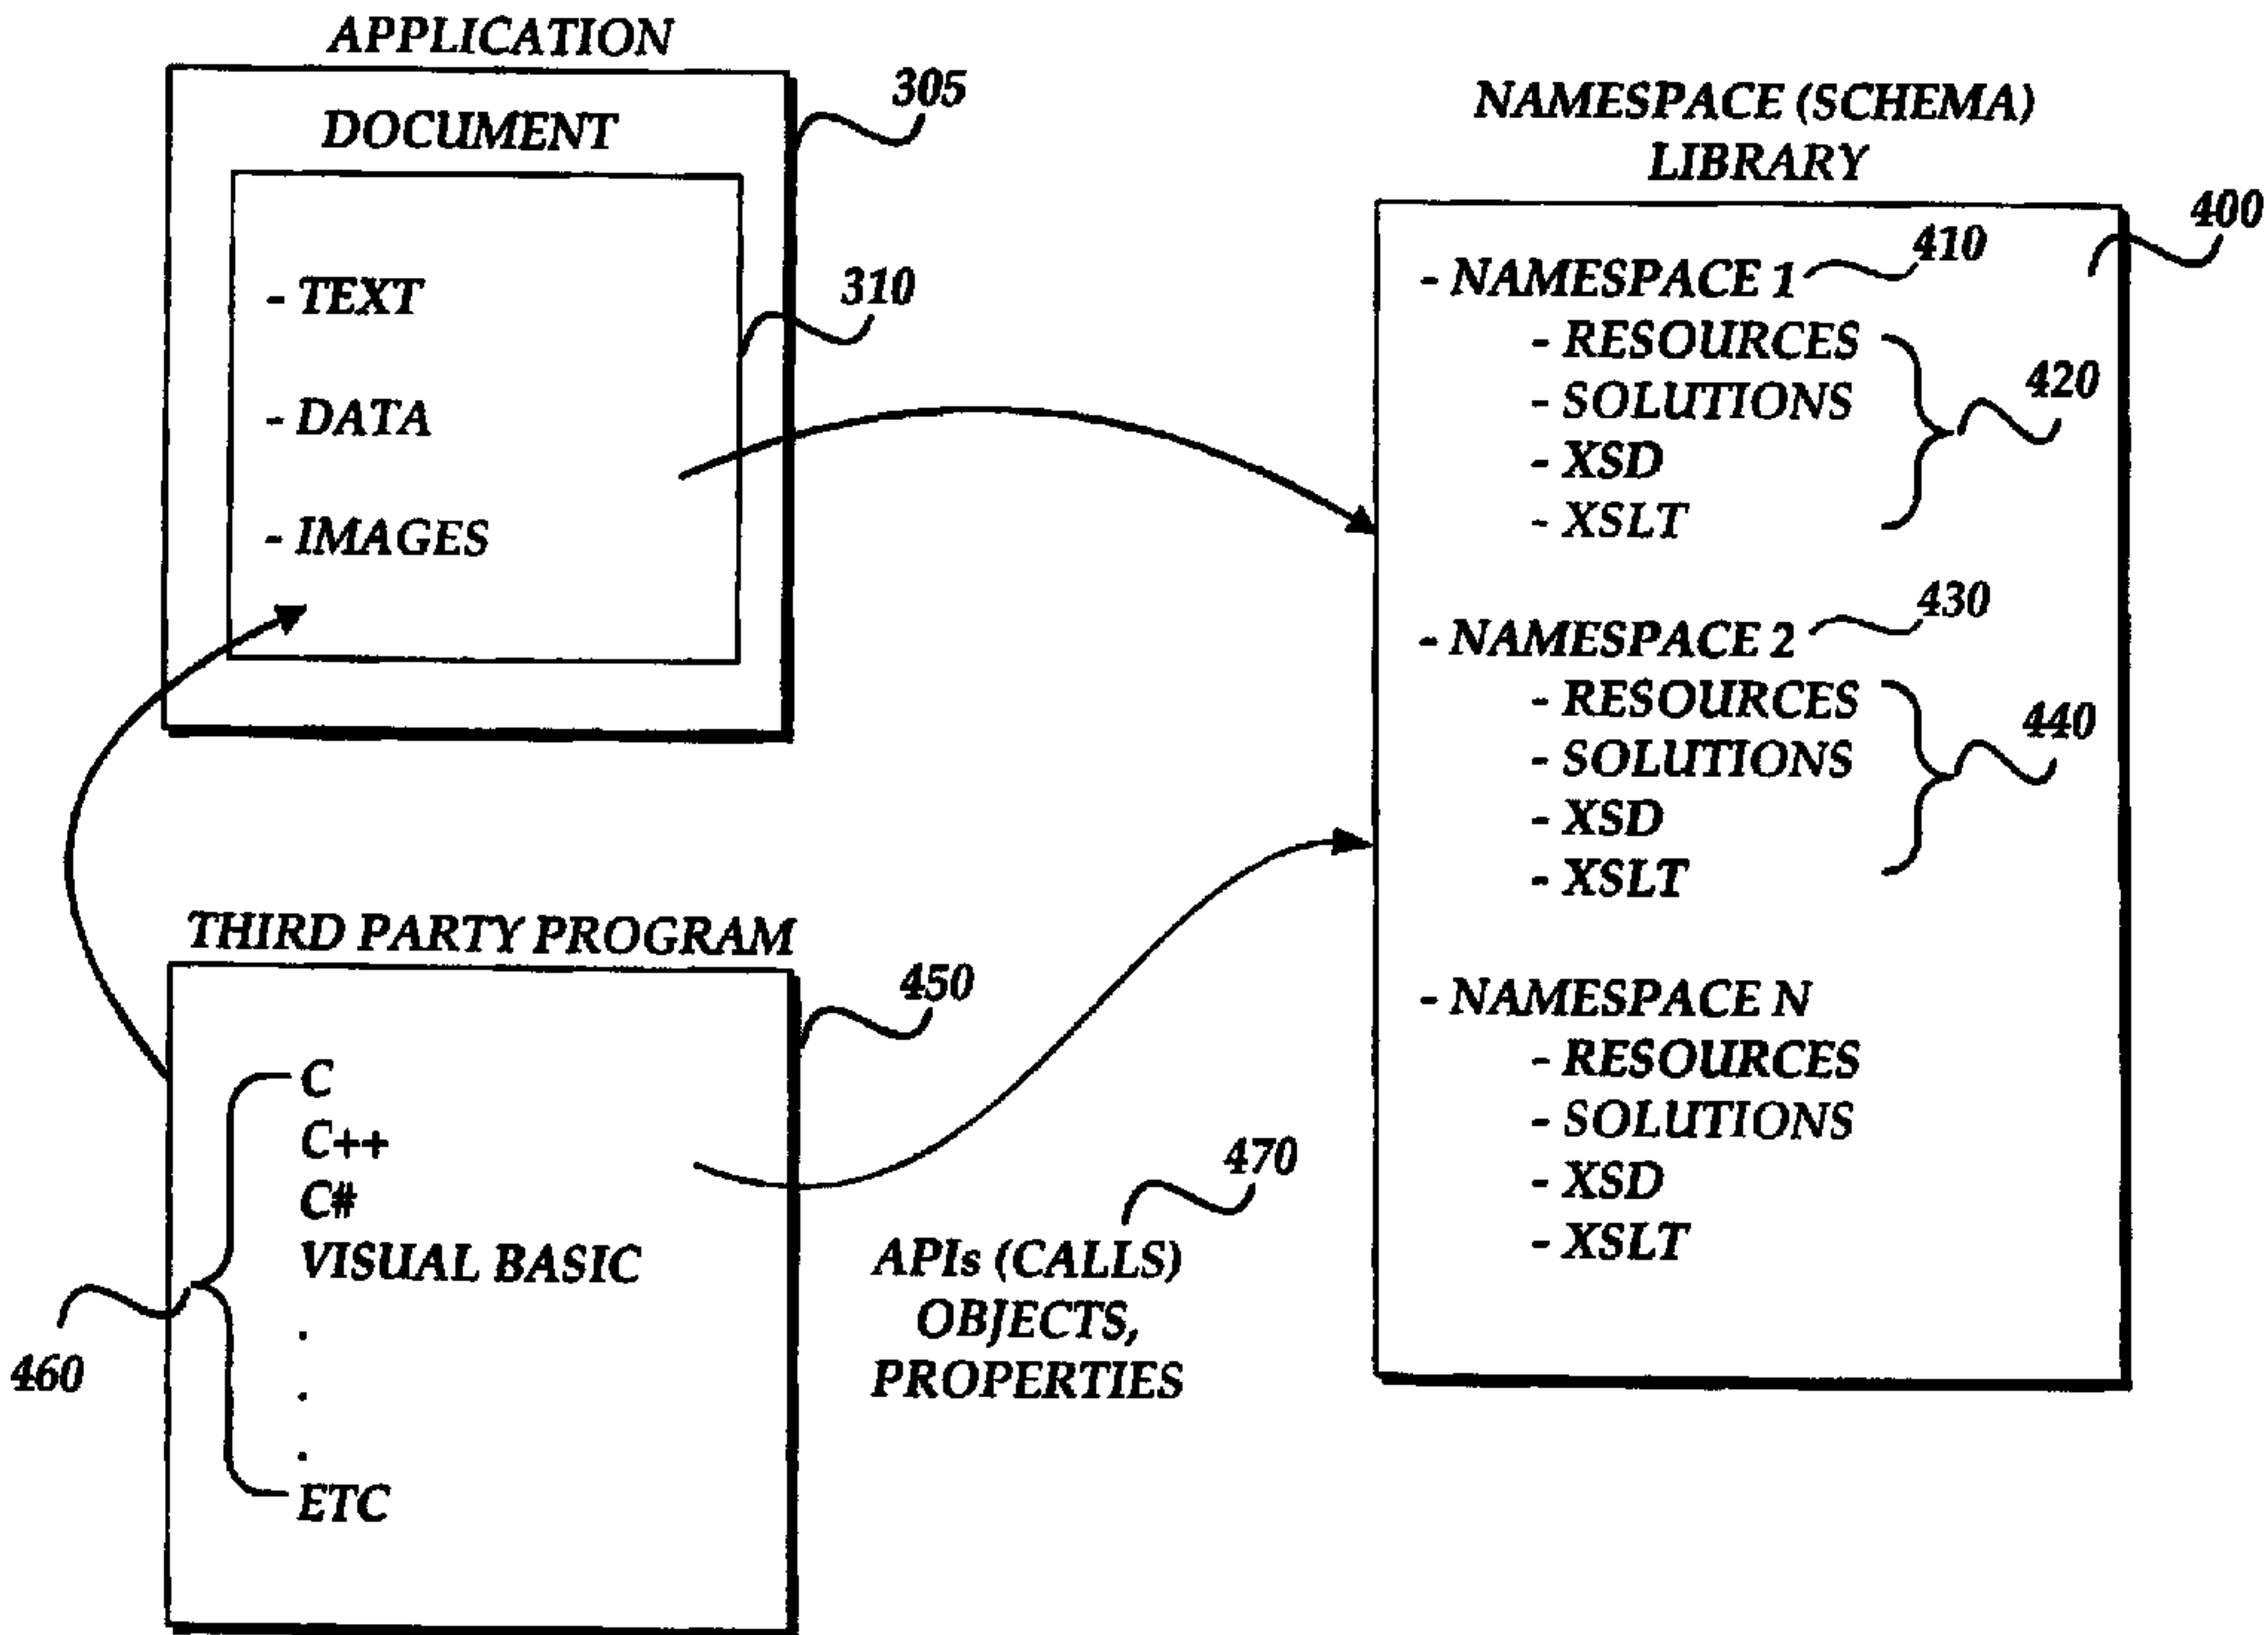 APPLICATION
305
DOCUMENT
- TEXT
310
- DATA
- IMAGES
NAMESPACE (SCHEMA)
LIBRARY
400
- NAMESPACE 1
410
- RESOURCES
- SOLUTIONS
- XSD
- XSLT
420
- NAMESPACE 2
430
- RESOURCES
- SOLUTIONS
- XSD
- XSLT
440
- NAMESPACE N
- RESOURCES
- SOLUTIONS
- XSD
- XSLT
THIRD PARTY PROGRAM
450
C
C++
C#
VISUAL BASIC
.
.
.
ETC
460
470
APIs (CALLS)
OBJECTS,
PROPERTIES